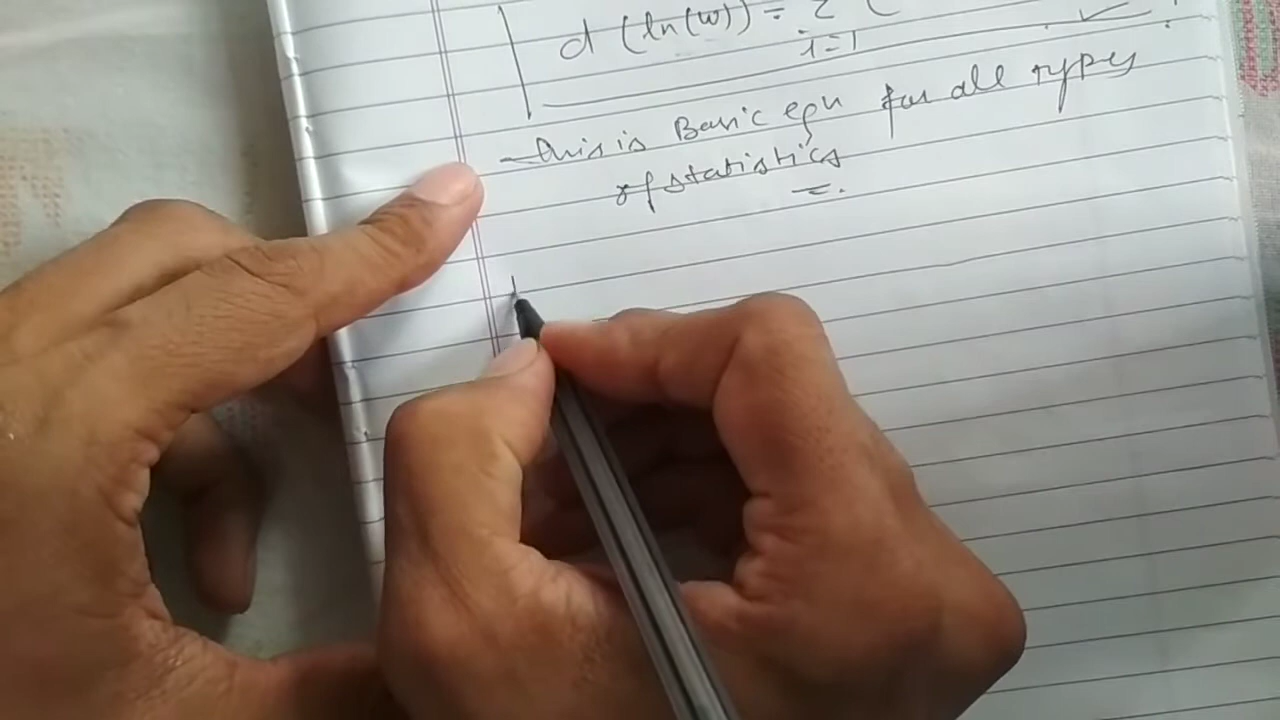 d (ln(w)) = Σ (
i=1
This is Basic eqn for all types
of statistics